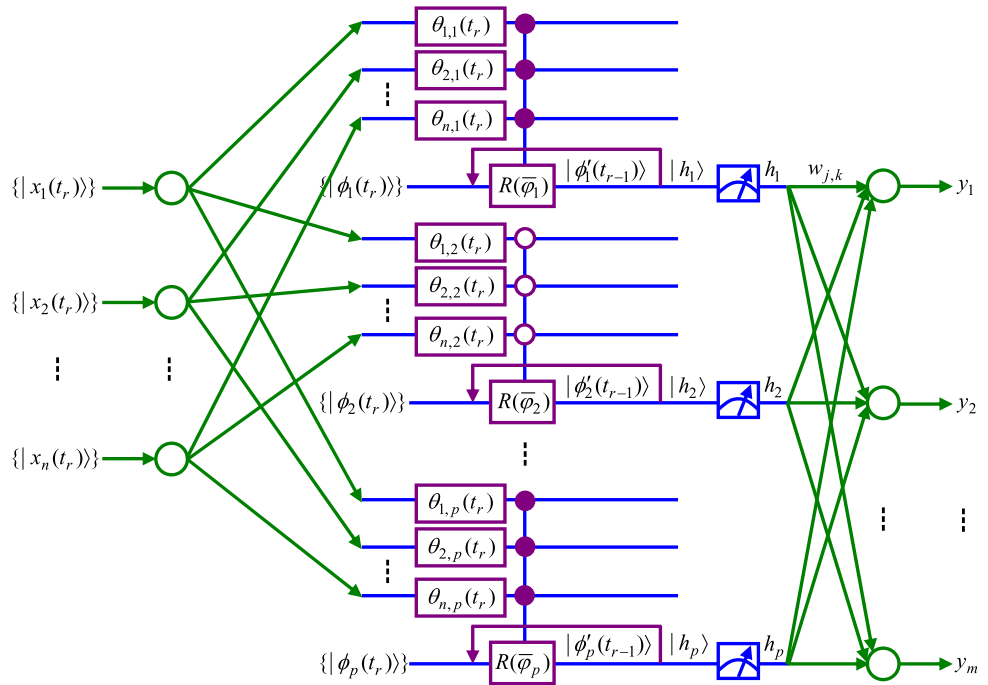 θ₁,₁(tᵣ)
θ₂,₁(tᵣ)
θₙ,₁(tᵣ)
{| x₁(tᵣ)⟩} {| ϕ₁(tᵣ)⟩} R(φ̅₁) | ϕ′₁(tᵣ₋₁)⟩ | h₁⟩ h₁ w_{j,k} y₁
θ₁,₂(tᵣ)
θ₂,₂(tᵣ)
{| x₂(tᵣ)⟩}
θₙ,₂(tᵣ)
{| ϕ₂(tᵣ)⟩} R(φ̅₂) | ϕ′₂(tᵣ₋₁)⟩ | h₂⟩ h₂ y₂
{| xₙ(tᵣ)⟩}
θ₁,ₚ(tᵣ)
θ₂,ₚ(tᵣ)
θₙ,ₚ(tᵣ)
{| ϕₚ(tᵣ)⟩} R(φ̅ₚ) | ϕ′ₚ(tᵣ₋₁)⟩ | hₚ⟩ hₚ yₘ